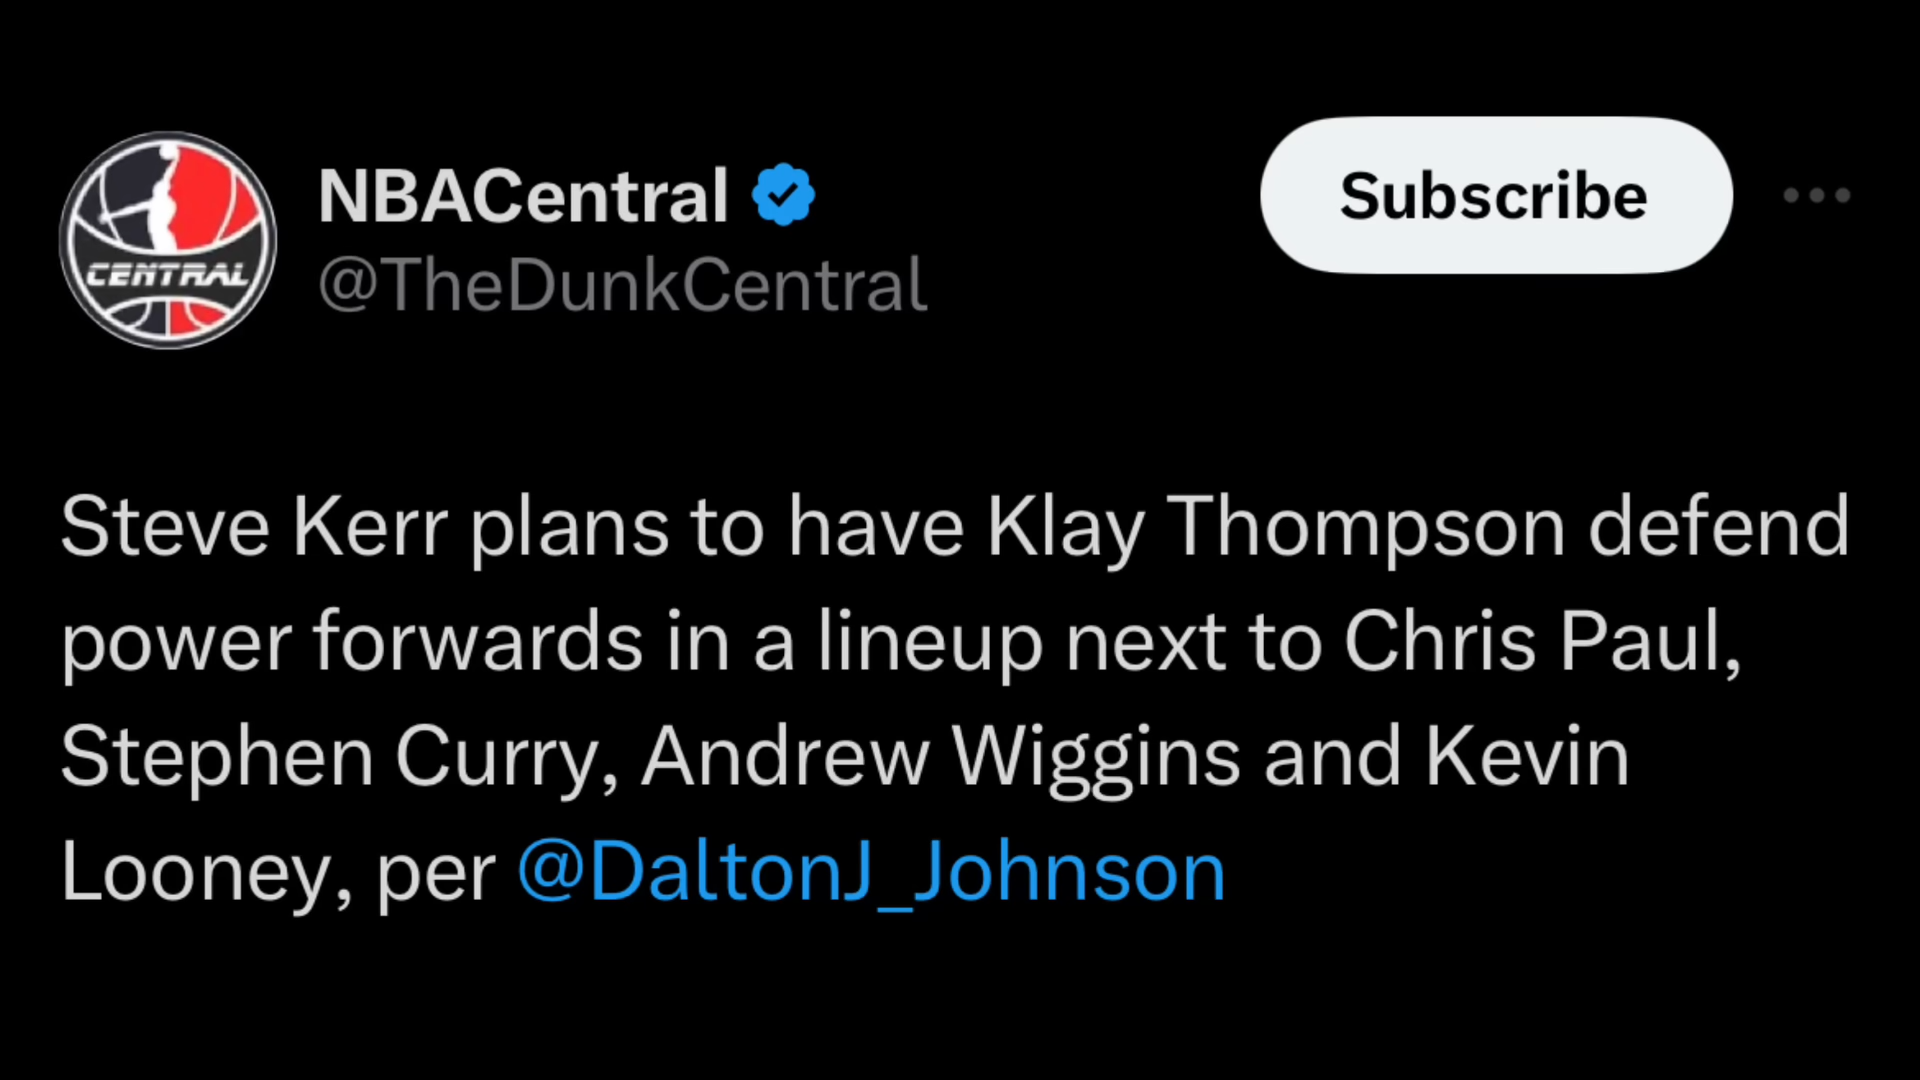 CENTRAL
NBACentral
@TheDunkCentral
Subscribe
Steve Kerr plans to have Klay Thompson defend
power forwards in a lineup next to Chris Paul,
Stephen Curry, Andrew Wiggins and Kevin
Looney, per @DaltonJ_Johnson